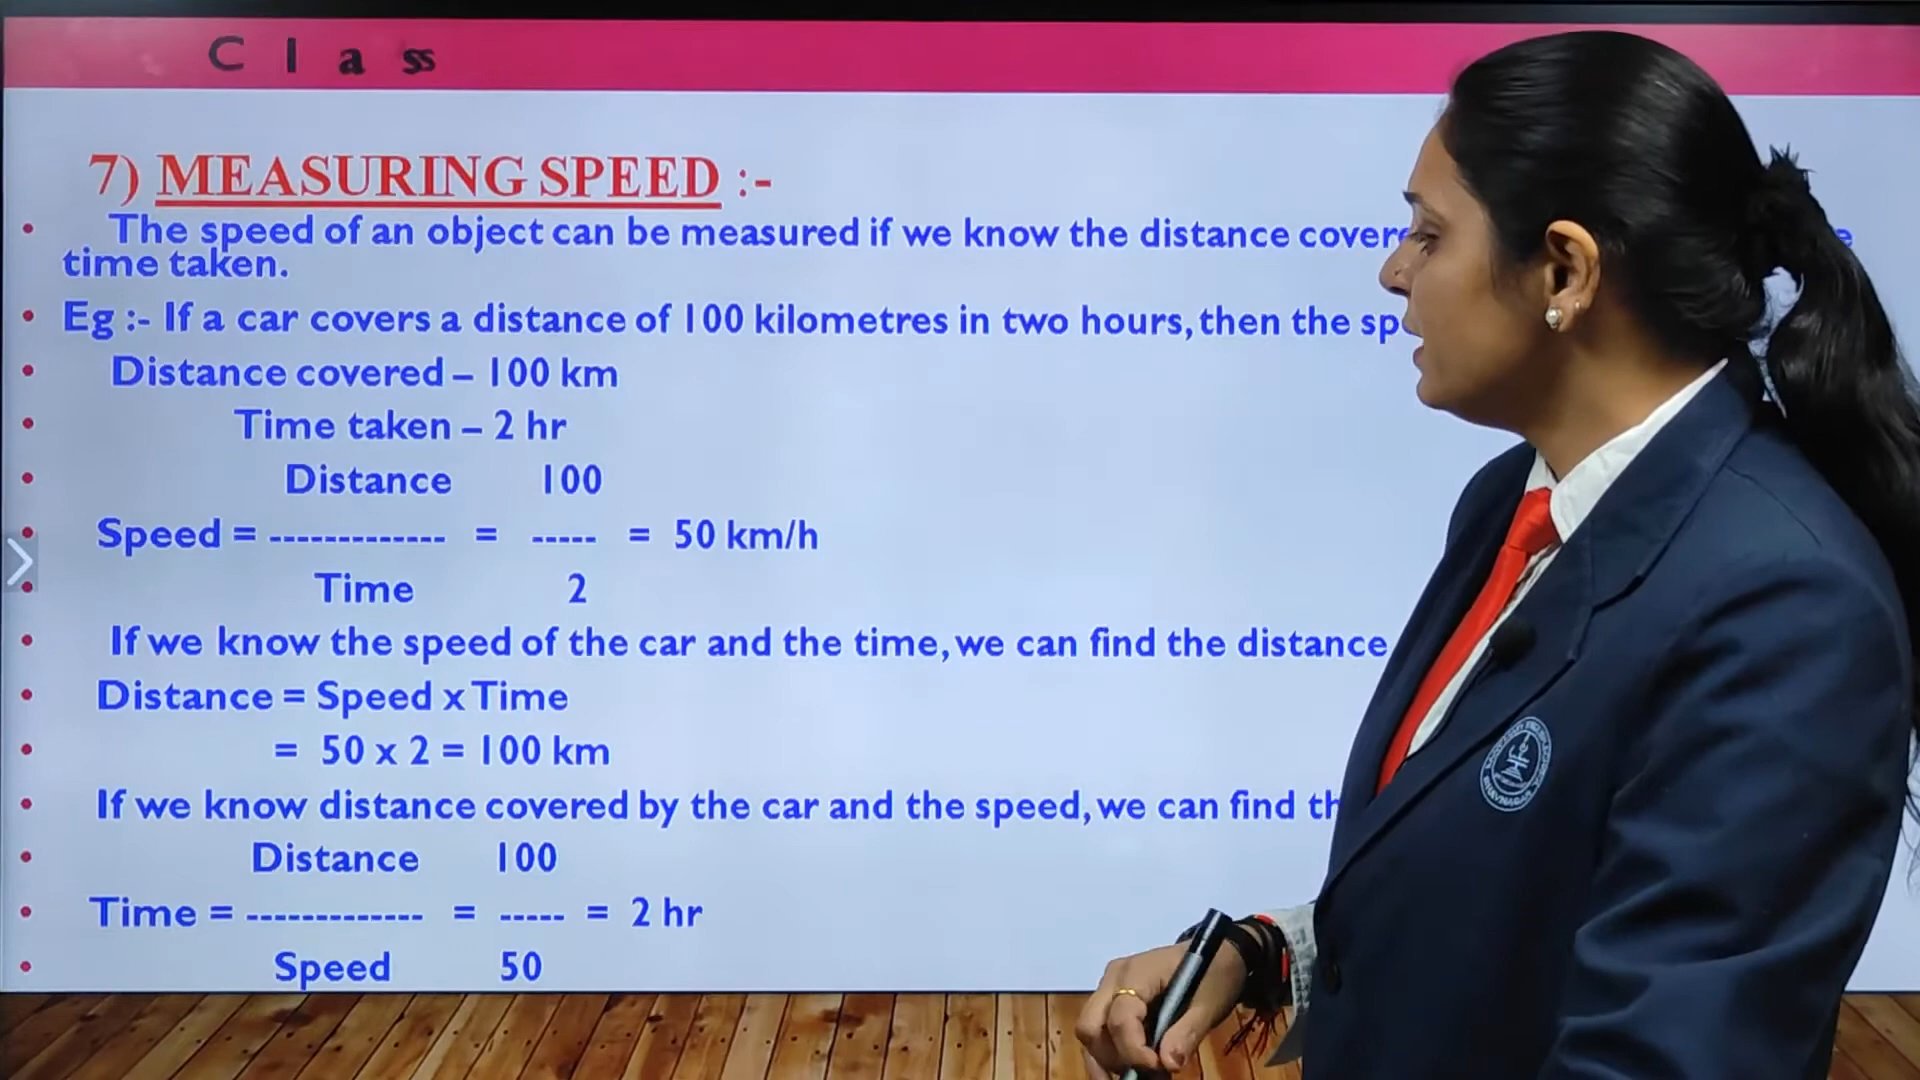 Class
7) MEASURING SPEED :-
The speed of an object can be measured if we know the distance
time taken.
Eg :- If a car covers a distance of 100 kilometres in two hours, then the
Distance covered – 100 km
Time taken – 2 hr
Distance 100
Speed = ------------- = ----- = 50 km/h
Time 2
If we know the speed of the car and the time, we can find the distance
Distance = Speed x Time
= 50 x 2 = 100 km
If we know distance covered by the car and the speed, we can find
Distance 100
Time = ------------- = ----- = 2 hr
Speed 50